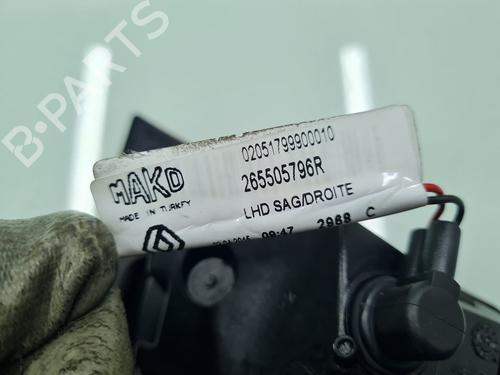 B-PARTS
02051799900010
MAKO
265505796R
MADE IN TURKEY
LHD SAG/DROITE
09:47 2968 C